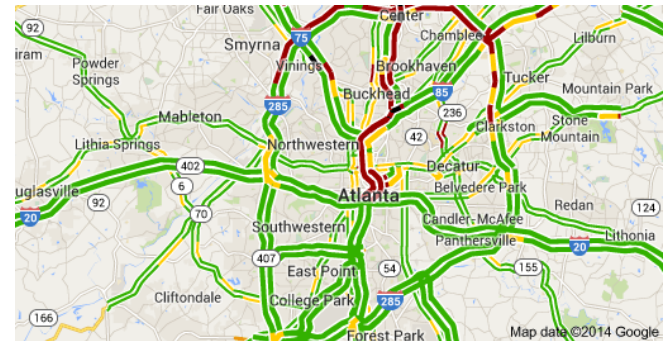 92
Fair Oaks
Center
Chamblee
Lilburn
iram
Powder
Springs
Smyrna
75
Vinings
Brookhaven
Tucker
Mountain Park
285
Buckhead
85
236
Mableton
Clarkston
Stone
Mountain
Lithia Springs
Northwestern
42
402
Decatur
6
Belvedere Park
uglasville
92
Atlanta
Redan
124
20
70
Southwestern
Candler-McAfee
Panthersville
Lithonia
20
407
East Point
54
155
Cliftondale
College Park
285
166
Forest Park
Map data ©2014 Google